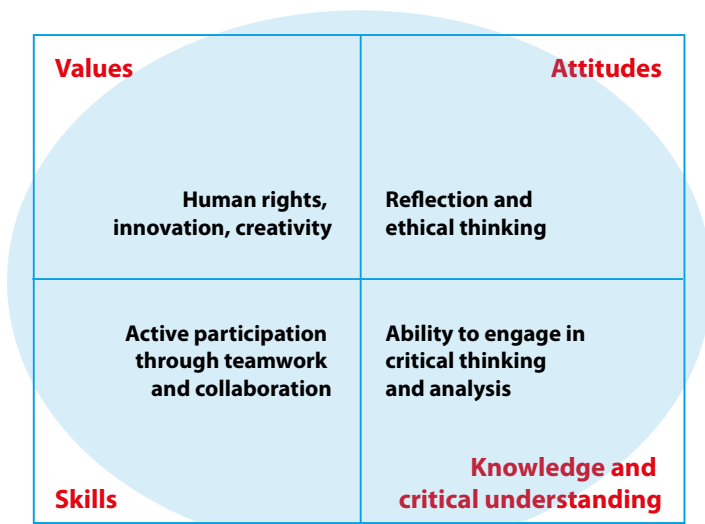 Values
Attitudes
Human rights,
innovation, creativity
Reflection and
ethical thinking
Active participation
through teamwork
and collaboration
Ability to engage in
critical thinking
and analysis
Skills
Knowledge and
critical understanding